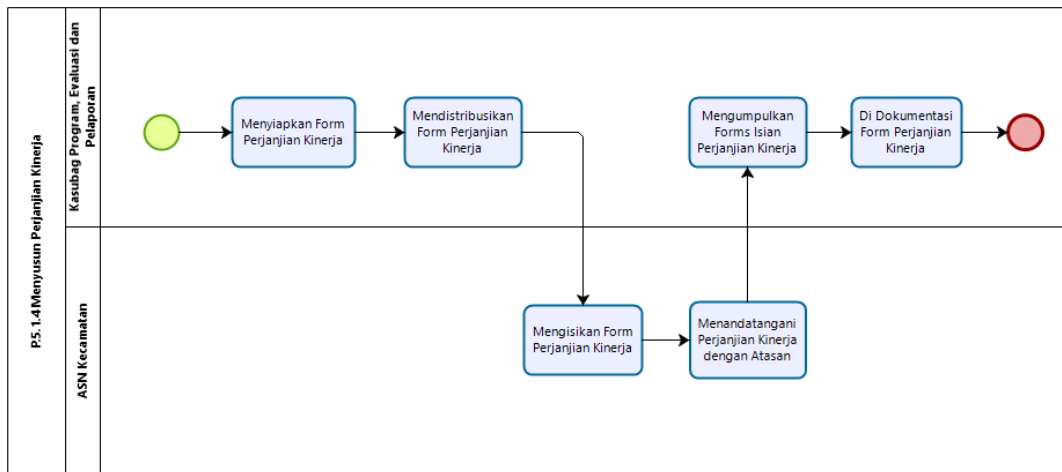 P.5.1.4 Menyusun Perjanjian Kinerja
Kasubag Program, Evaluasi dan
Pelaporan
Menyiapkan Form
Perjanjian Kinerja
Mendistribusikan
Form Perjanjian
Kinerja
Mengumpulkan
Forms Isian
Perjanjian Kinerja
Di Dokumentasi
Form Perjanjian
Kinerja
ASN Kecamatan
Mengisikan Form
Perjanjian Kinerja
Menandatangani
Perjanjian Kinerja
dengan Atasan